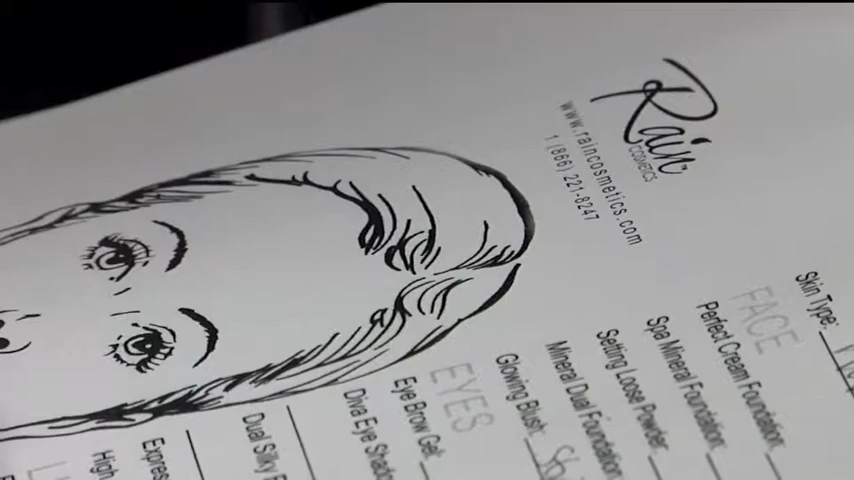 Rain
COSMETICS
www.raincosmetics.com
1 (866) 221-8247
Skin Type:
FACE
Perfect Cream Foundation:
Spa Mineral Foundation:
Setting Loose Powder:
Mineral Dual Foundation:
Glowing Blush:
EYES
Eye Brow Gel:
Diva Eye
Dual Silky
High